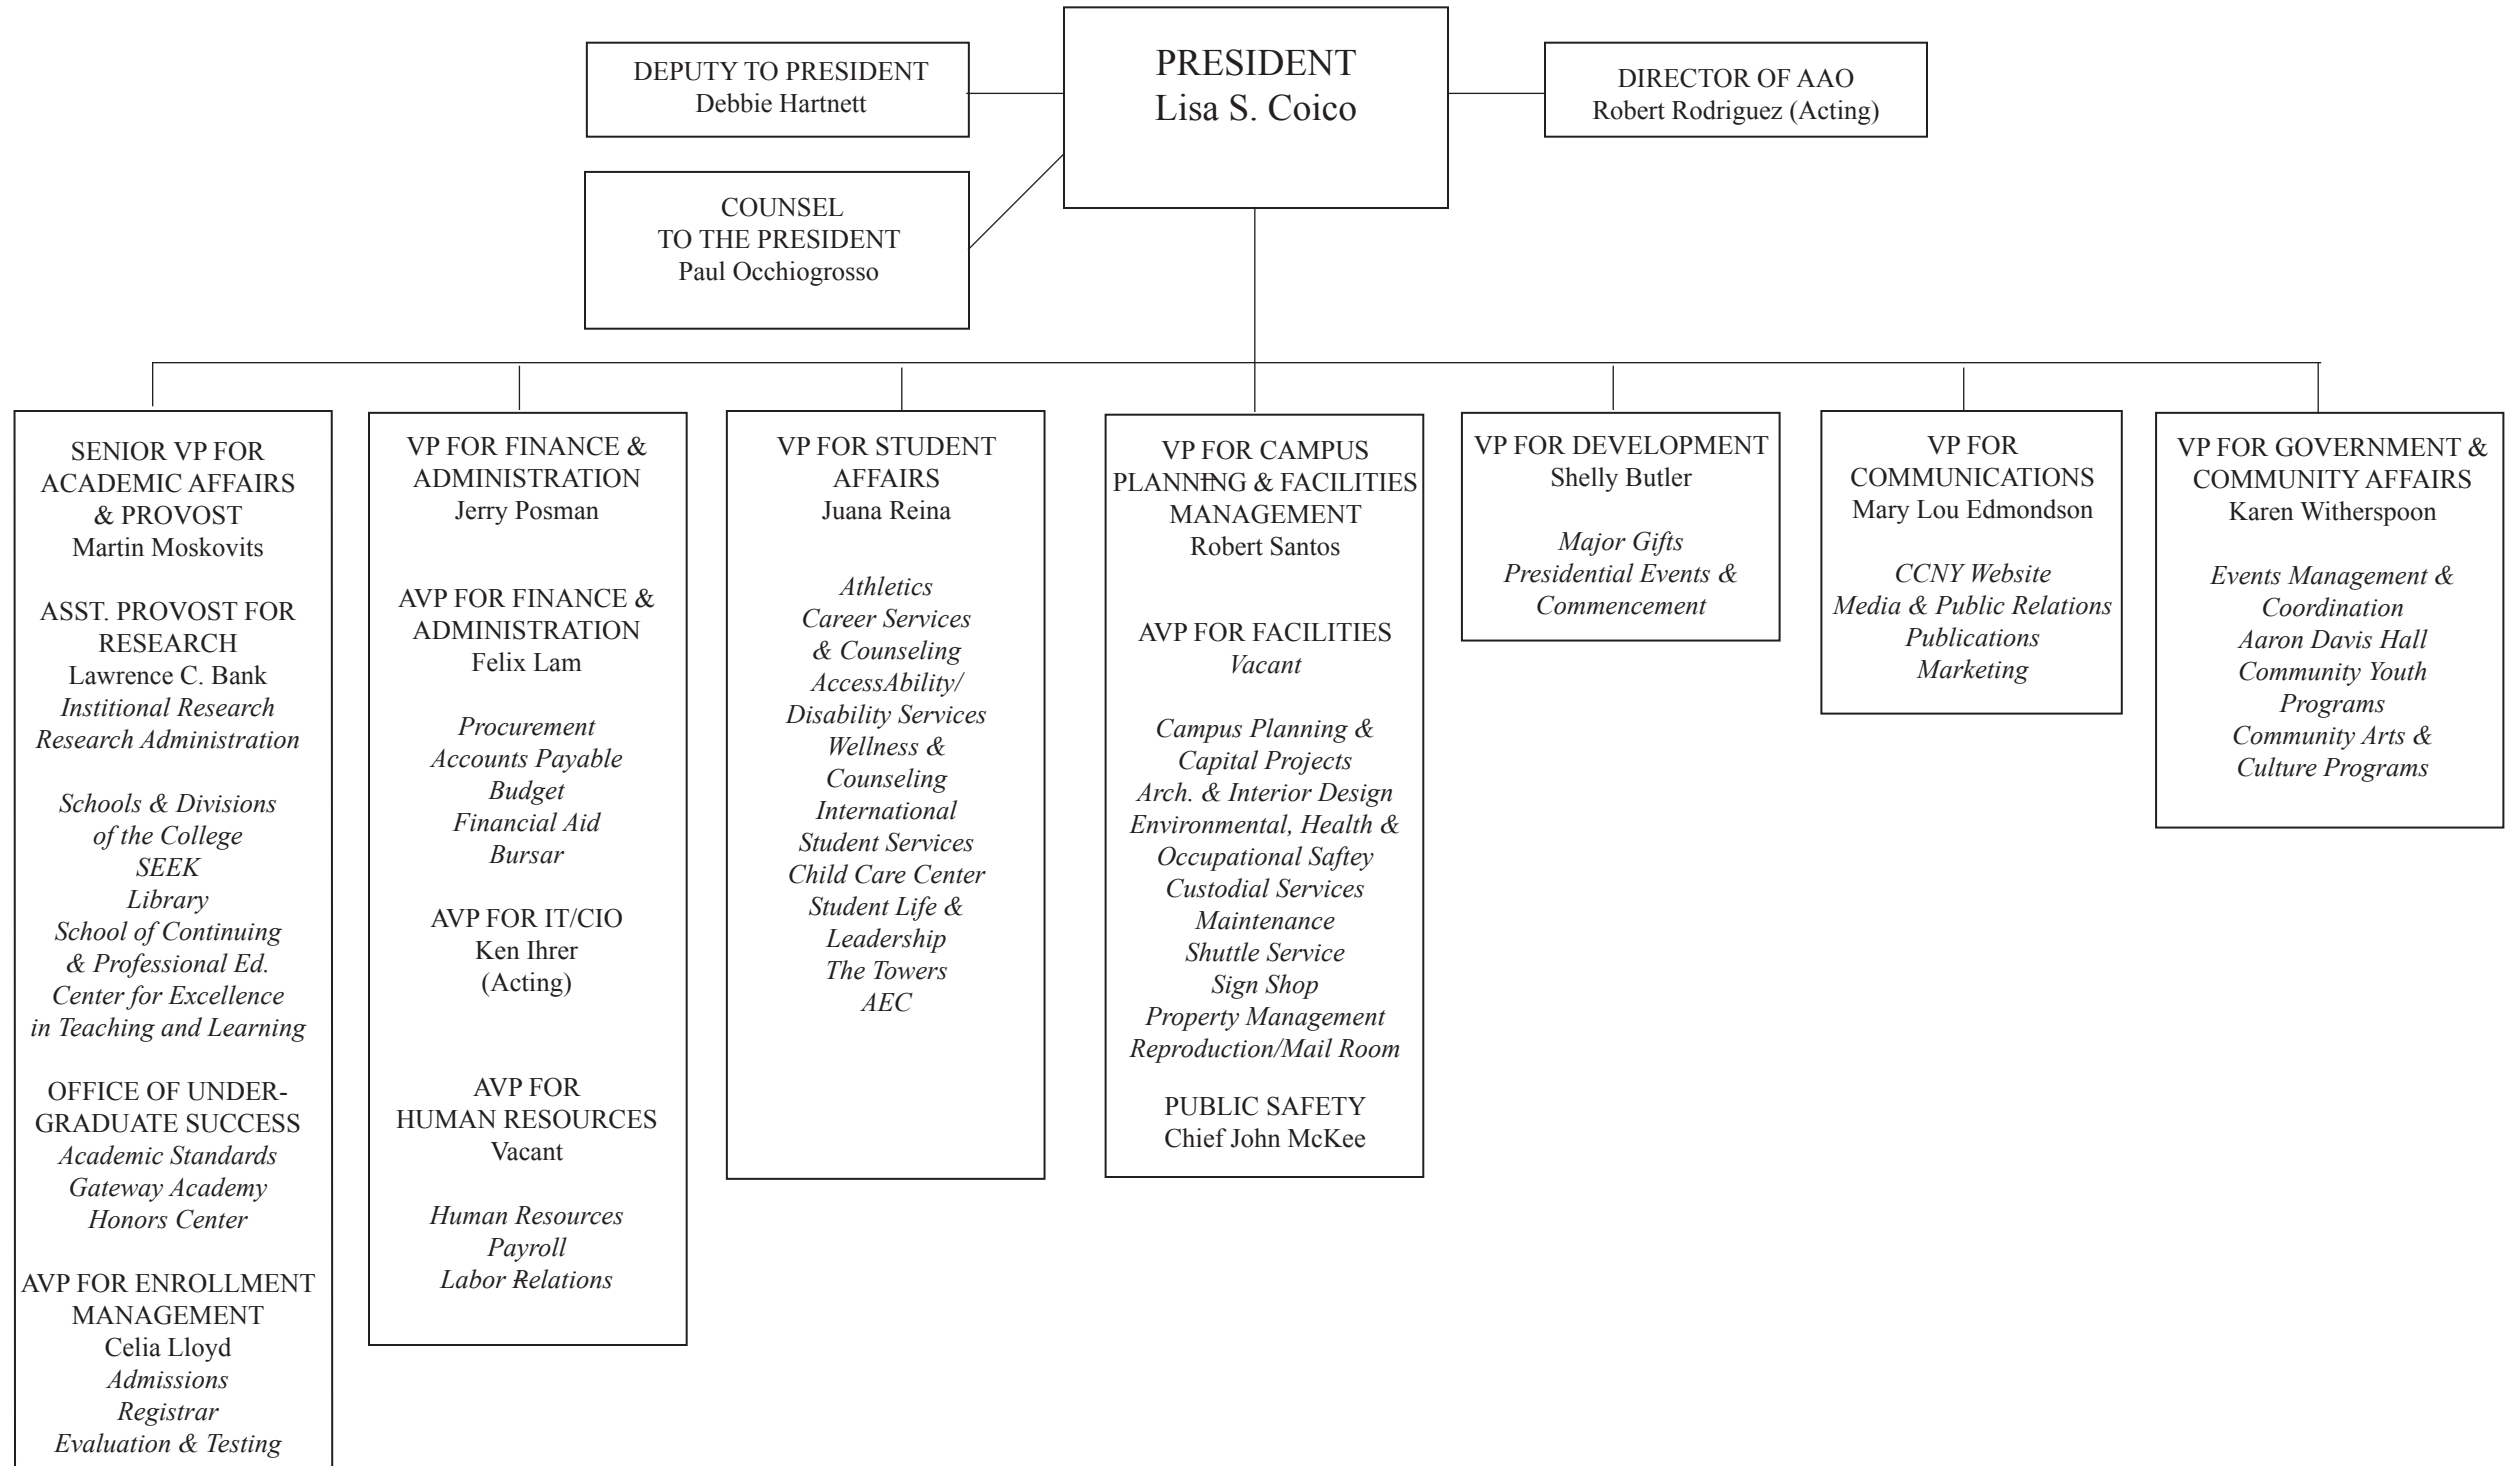 PRESIDENT
Lisa S. Coico
DEPUTY TO PRESIDENT
Debbie Hartnett
DIRECTOR OF AAO
Robert Rodriguez (Acting)
COUNSEL
TO THE PRESIDENT
Paul Occhiogrosso
SENIOR VP FOR
ACADEMIC AFFAIRS
& PROVOST
Martin Moskovits
ASST. PROVOST FOR
RESEARCH
Lawrence C. Bank
Institional Research
Research Administration
Schools & Divisions
of the College
SEEK
Library
School of Continuing
& Professional Ed.
Center for Excellence
in Teaching and Learning
OFFICE OF UNDER-
GRADUATE SUCCESS
Academic Standards
Gateway Academy
Honors Center
AVP FOR ENROLLMENT
MANAGEMENT
Celia Lloyd
Admissions
Registrar
Evaluation & Testing
VP FOR FINANCE &
ADMINISTRATION
Jerry Posman
AVP FOR FINANCE &
ADMINISTRATION
Felix Lam
Procurement
Accounts Payable
Budget
Financial Aid
Bursar
AVP FOR IT/CIO
Ken Ihrer
(Acting)
AVP FOR
HUMAN RESOURCES
Vacant
Human Resources
Payroll
Labor Relations
VP FOR STUDENT
AFFAIRS
Juana Reina
Athletics
Career Services
& Counseling
AccessAbility/
Disability Services
Wellness &
Counseling
International
Student Services
Child Care Center
Student Life &
Leadership
The Towers
AEC
VP FOR CAMPUS
PLANNING & FACILITIES
MANAGEMENT
Robert Santos
AVP FOR FACILITIES
Vacant
Campus Planning &
Capital Projects
Arch. & Interior Design
Environmental, Health &
Occupational Saftey
Custodial Services
Maintenance
Shuttle Service
Sign Shop
Property Management
Reproduction/Mail Room
PUBLIC SAFETY
Chief John McKee
VP FOR DEVELOPMENT
Shelly Butler
Major Gifts
Presidential Events &
Commencement
VP FOR
COMMUNICATIONS
Mary Lou Edmondson
CCNY Website
Media & Public Relations
Publications
Marketing
VP FOR GOVERNMENT &
COMMUNITY AFFAIRS
Karen Witherspoon
Events Management &
Coordination
Aaron Davis Hall
Community Youth
Programs
Community Arts &
Culture Programs